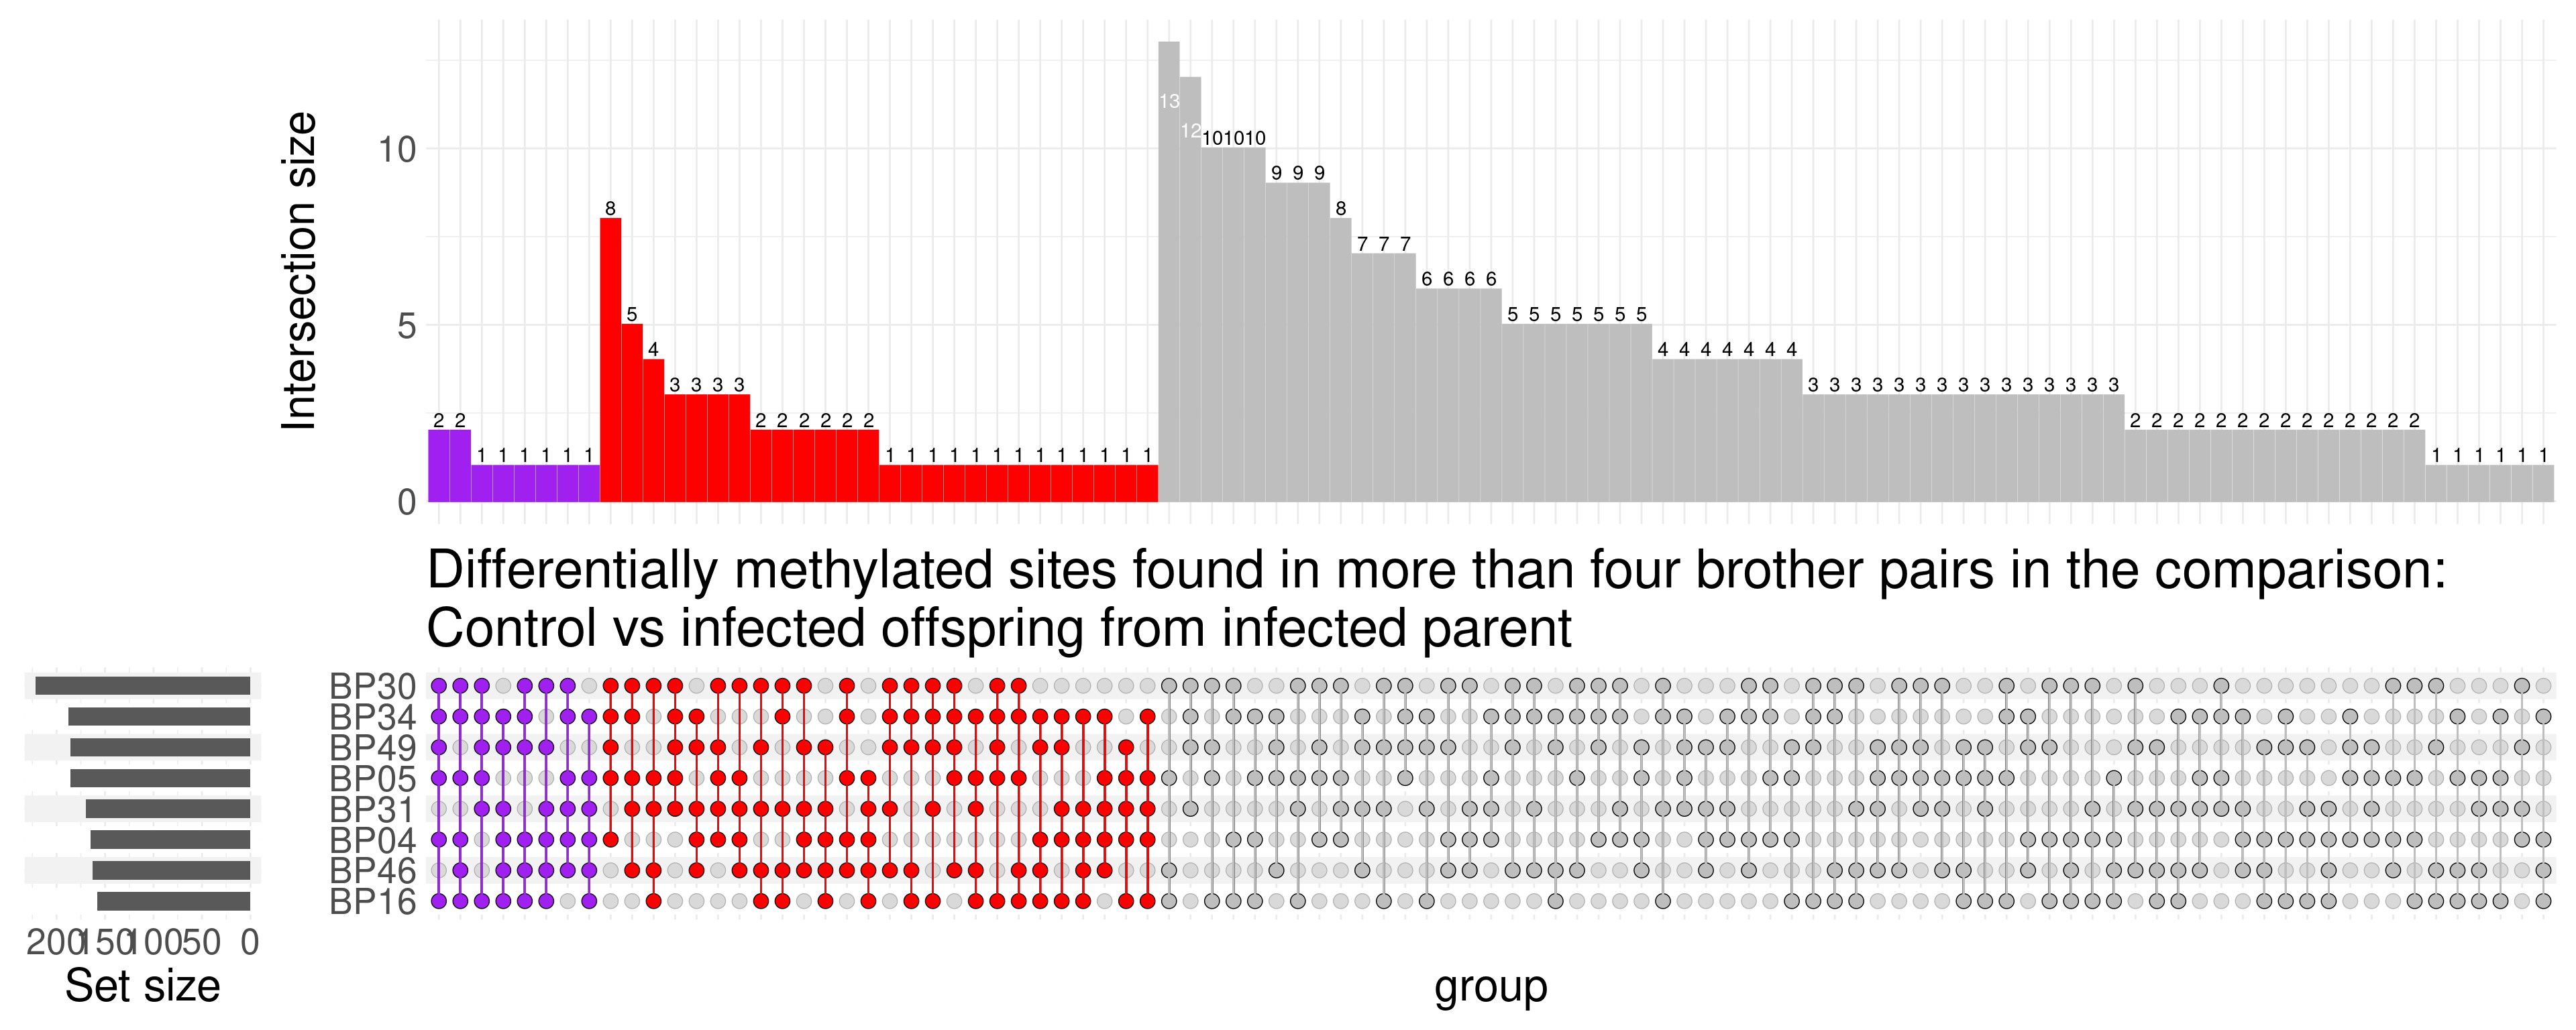 Intersection size
10
5
0
2 2 1 1 1 1 1 1 8 5 4 3 3 3 3 2 2 2 2 2 2 1 1 1 1 1 1 1 1 1 1 1 1 1 13 12 10 10 10 9 9 9 8 7 7 7 6 6 6 6 5 5 5 5 5 5 5 4 4 4 4 4 4 4 3 3 3 3 3 3 3 3 3 3 3 3 3 3 3 2 2 2 2 2 2 2 2 2 2 2 2 2 2 1 1 1 1 1 1
Differentially methylated sites found in more than four brother pairs in the comparison:
Control vs infected offspring from infected parent
BP30
BP34
BP49
BP05
BP31
BP04
BP46
BP16
200 150 100 50 0
Set size
group